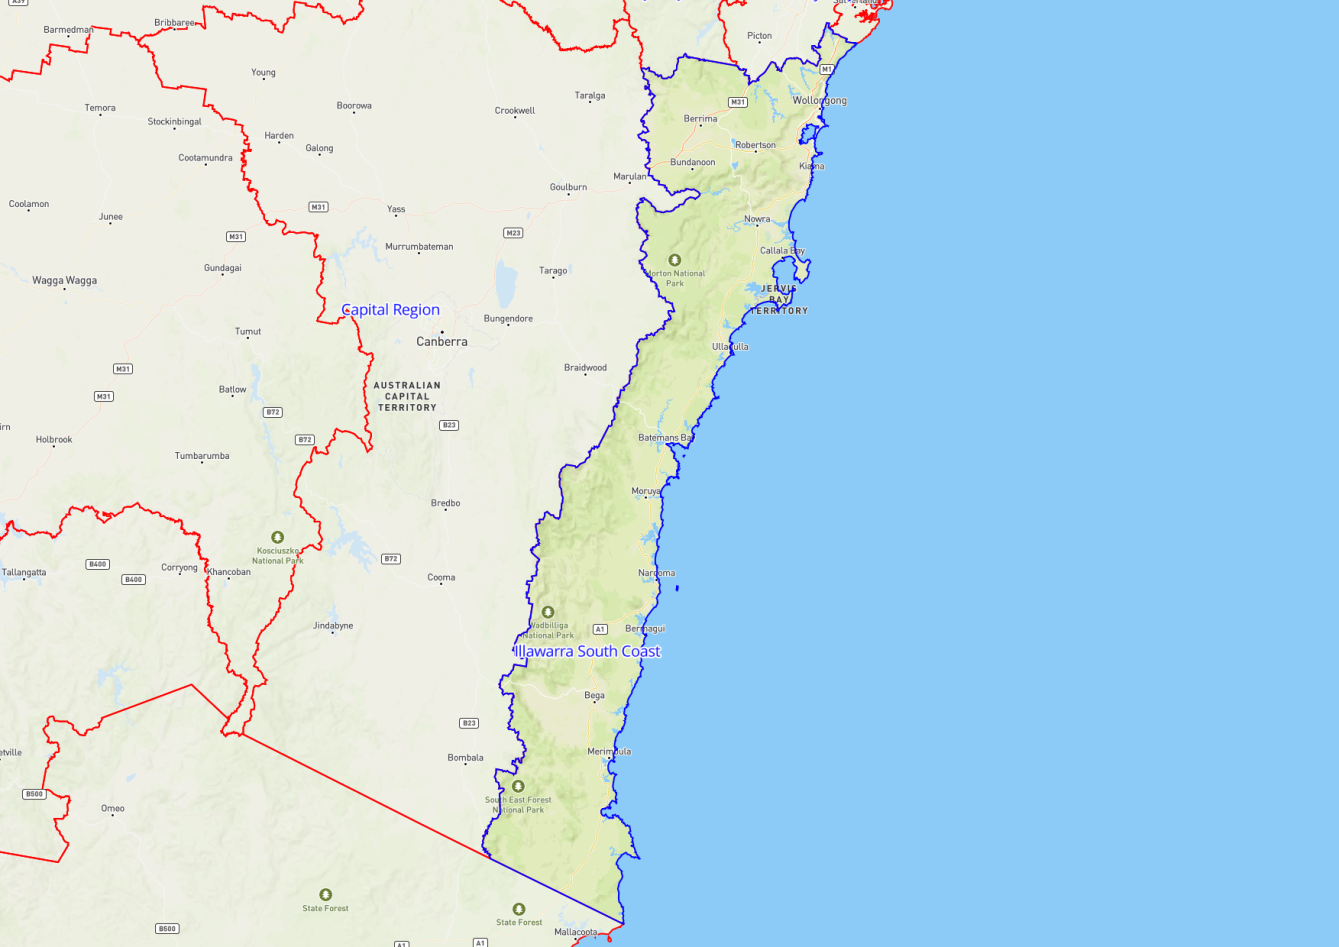 A39
Sutherland
Bribbaree
Barmedman
Picton
M1
Young
Taralga
Wollongong
M31
Temora
Boorowa
Crookwell
Berrima
Stockinbingal
Harden
Galong
Robertson
Cootamundra
Bundanoon
Kiama
Marulan
Goulburn
Coolamon
M31
Yass
Junee
Nowra
M31
M23
Murrumbateman
Callala Bay
Gundagai
Tarago
Morton National
Park
Wagga Wagga
JERVIS
BAY
TERRITORY
Capital Region
Bungendore
Tumut
Canberra
Ulladulla
M31
Braidwood
Batlow
AUSTRALIAN
CAPITAL
TERRITORY
M31
B72
B23
Holbrook
B72
Batemans Bay
Tumbarumba
Moruya
Bredbo
Kosciuszko
National Park
B72
B400
Tallangatta
Corryong
Khancoban
B400
Cooma
Narooma
Jindabyne
Wadbilliga
National Park
A1
Bermagui
Illawarra South Coast
Bega
B23
Merimbula
Bombala
B500
South East Forest
National Park
Omeo
State Forest
State Forest
B500
Mallacoota
A1
A1